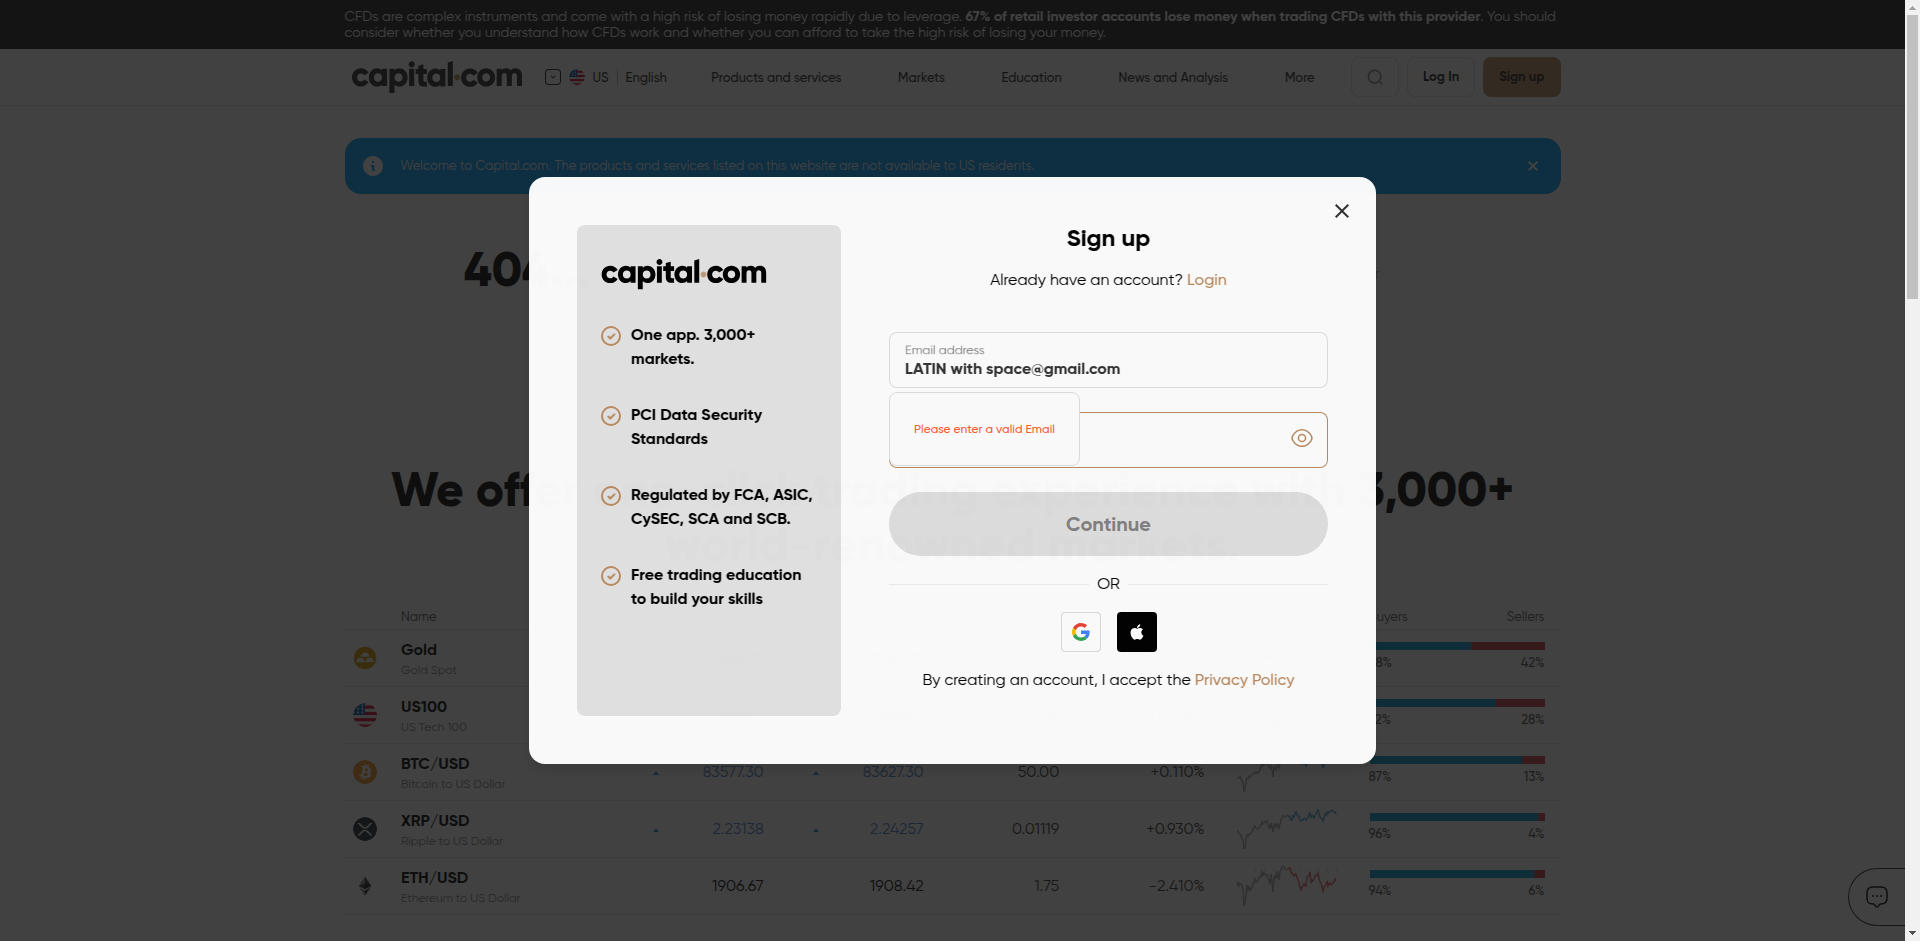 CFDs are complex instruments and come with a high risk of losing money rapidly due to leverage. 67% of retail investor accounts lose money when trading CFDs with this provider. You should
consider whether you understand how CFDs work and whether you can afford to take the high risk of losing your money.
capital.com US English Products and services Markets Education News and Analysis More Log In Sign up
Welcome to Capital.com. The products and services listed on this website are not available to US residents.
404
capital.com
One app. 3,000+
markets.
PCI Data Security
Standards
Regulated by FCA, ASIC,
CySEC, SCA and SCB.
Free trading education
to build your skills
Sign up
Already have an account? Login
Email address
LATIN with space@gmail.com
Please enter a valid Email
Continue
OR
By creating an account, I accept the Privacy Policy
We offer trading experience with 3,000+
world-renowned markets.
Name uyers Sellers
Gold
Gold Spot 8% 42%
US100
US Tech 100 2% 28%
BTC/USD
Bitcoin to US Dollar 83577.30 83627.30 50.00 +0.110% 87% 13%
XRP/USD
Ripple to US Dollar 2.23138 2.24257 0.01119 +0.930% 96% 4%
ETH/USD
Ethereum to US Dollar 1906.67 1908.42 1.75 -2.410% 94% 6%